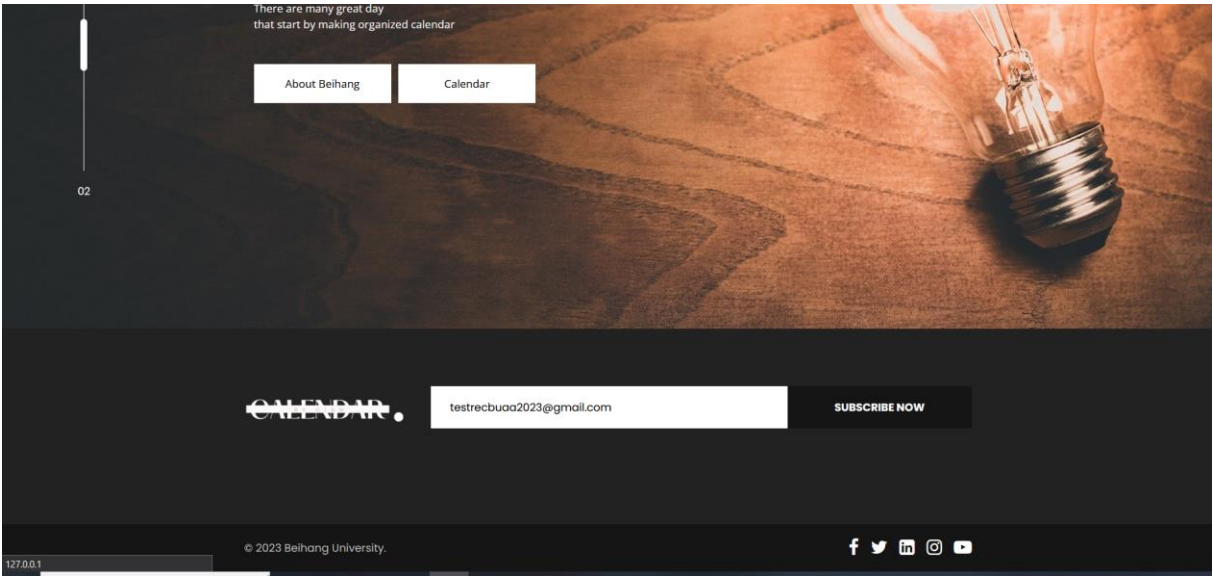 There are many great day
that start by making organized calendar
About Beihang
Calendar
02
CALENDAR
testrecbuaa2023@gmail.com
SUBSCRIBE NOW
© 2023 Beihang University.
127.0.0.1